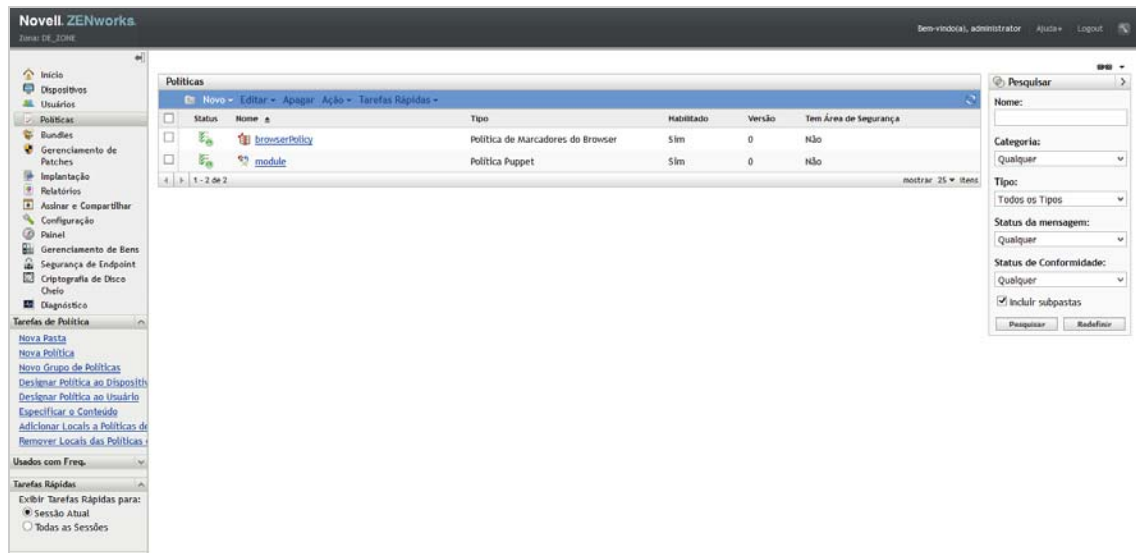 Novell. ZENworks.
Zona: DE_ZONE
Bem-vindo(a), administrator Ajuda Logout
Início
Dispositivos
Usuários
Políticas
Bundles
Gerenciamento de
Patches
Implantação
Relatórios
Assinar e Compartilhar
Configuração
Painel
Gerenciamento de Bens
Segurança de Endpoint
Criptografia de Disco
Cheio
Diagnóstico
Tarefas de Política
Nova Pasta
Nova Política
Novo Grupo de Políticas
Designar Política ao Dispositiv
Designar Política ao Usuário
Especificar o Conteúdo
Adicionar Locais a Políticas de
Remover Locais das Políticas
Usados com Freq.
Tarefas Rápidas
Exibir Tarefas Rápidas para:
Sessão Atual
Todas as Sessões
Políticas
Novo Editar Apagar Ação Tarefas Rápidas
Status Nome Tipo Habilitado Versão Tem Área de Segurança
browserPolicy Política de Marcadores do Browser Sim 0 Não
module Política Puppet Sim 0 Não
1 - 2 de 2 mostrar 25 itens
Pesquisar
Nome:
Categoria:
Qualquer
Tipo:
Todos os Tipos
Status da mensagem:
Qualquer
Status de Conformidade:
Qualquer
Incluir subpastas
Pesquisar Redefinir